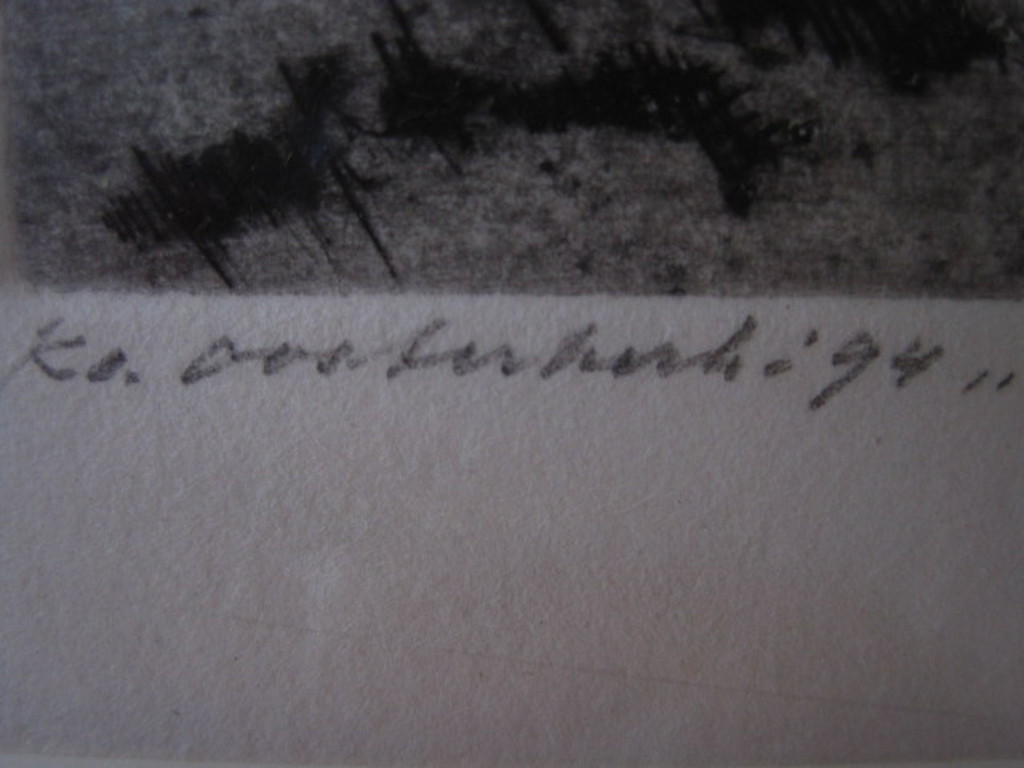 Ko. Oosterkerk: '94 ,,